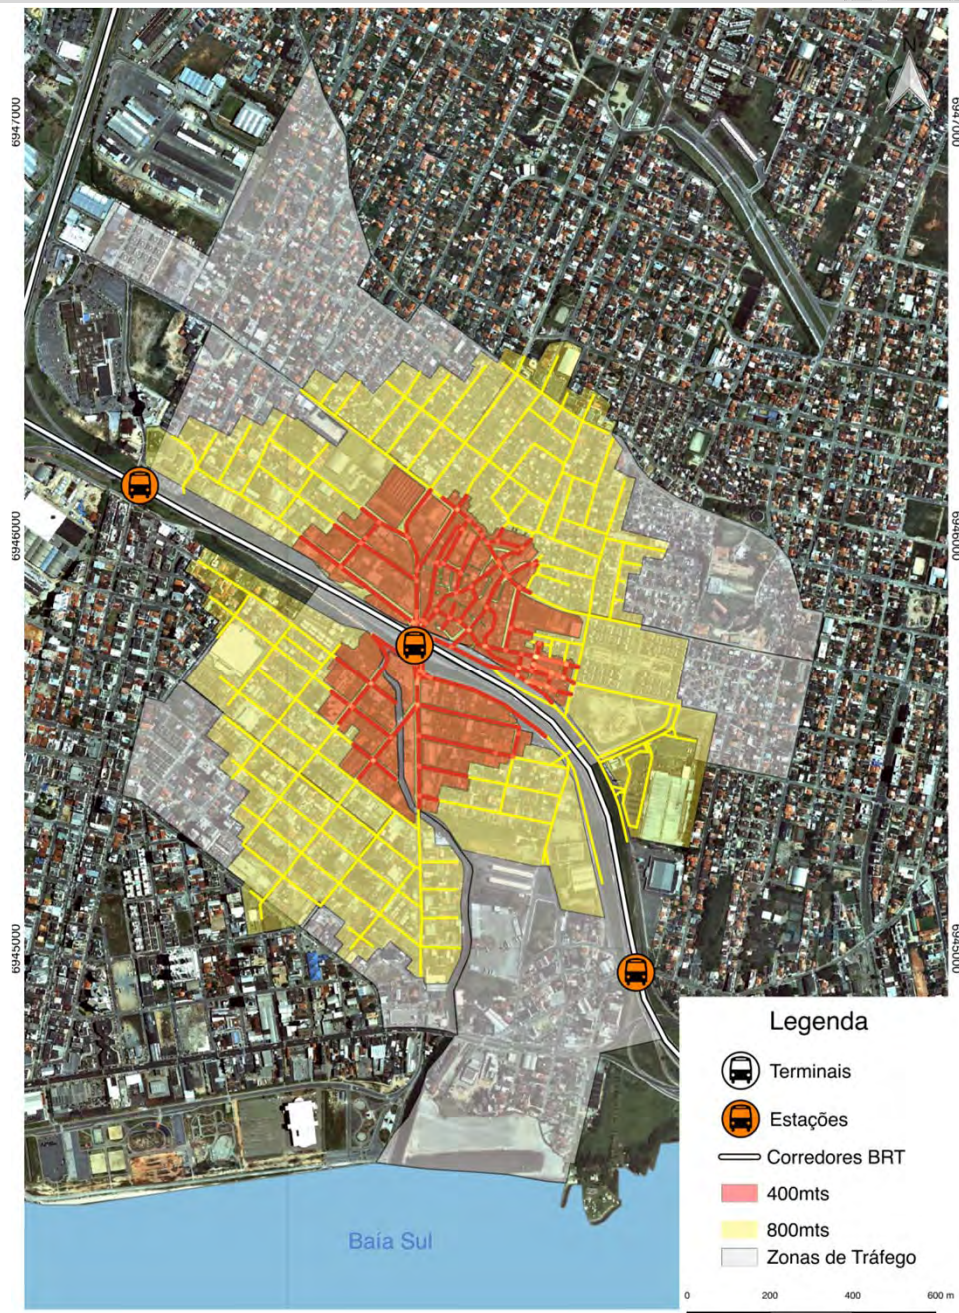 N
6947000
6947000
6946000
6946000
6945000
6945000
Legenda
Terminais
Estações
Corredores BRT
400mts
800mts
Zonas de Tráfego
Baía Sul
0 200 400 600 m